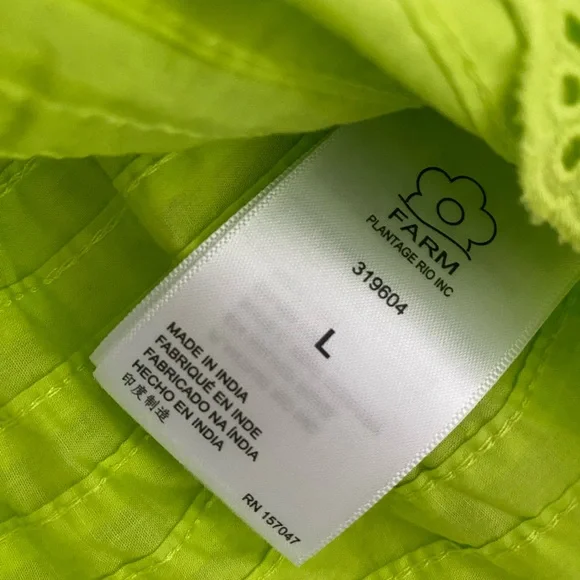 FARM
PLANTAGE RIO INC
319604
L
MADE IN INDIA
FABRIQUÉ EN INDE
FABRICADO NA ÍNDIA
HECHO EN INDIA
印度制造
RN 157047